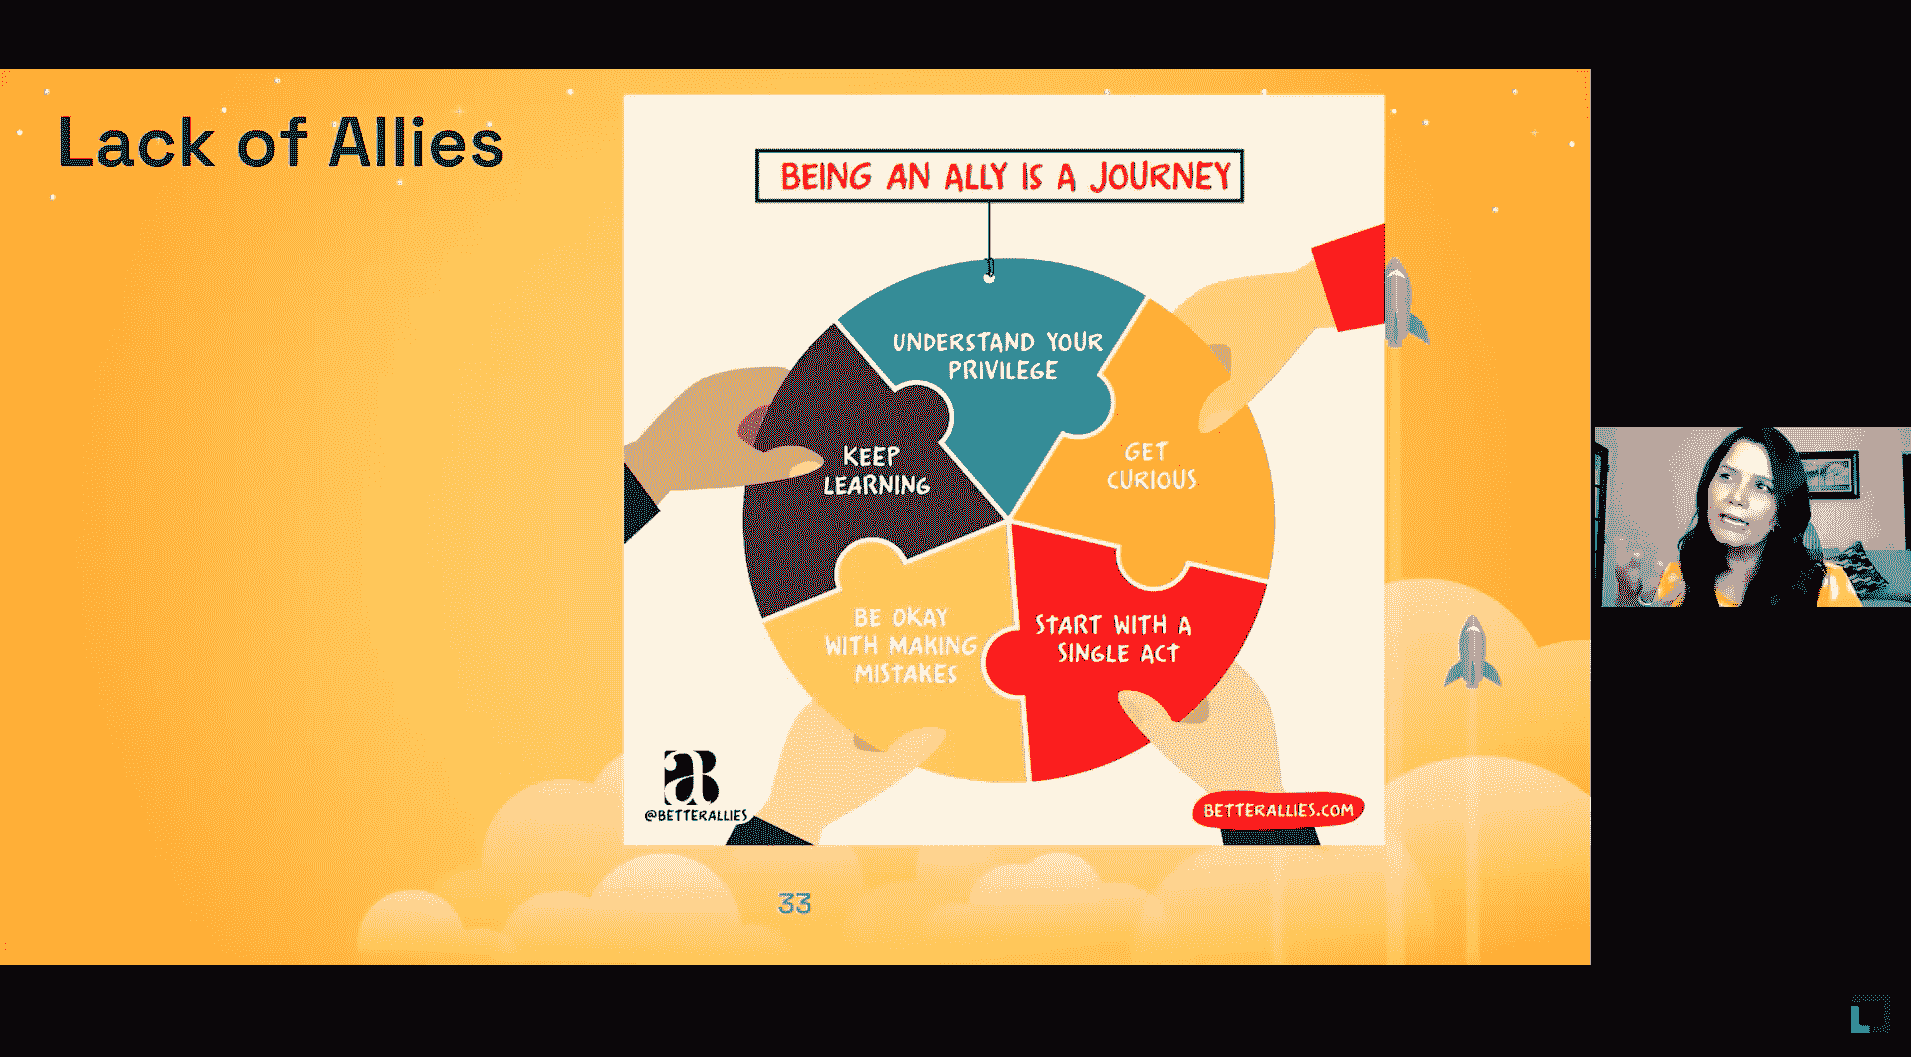 Lack of Allies
BEING AN ALLY IS A JOURNEY
UNDERSTAND YOUR
PRIVILEGE
GET
CURIOUS
KEEP
LEARNING
START WITH A
SINGLE ACT
BE OKAY
WITH MAKING
MISTAKES
aB
@BETTERALLIES
BETTERALLIES.COM
33